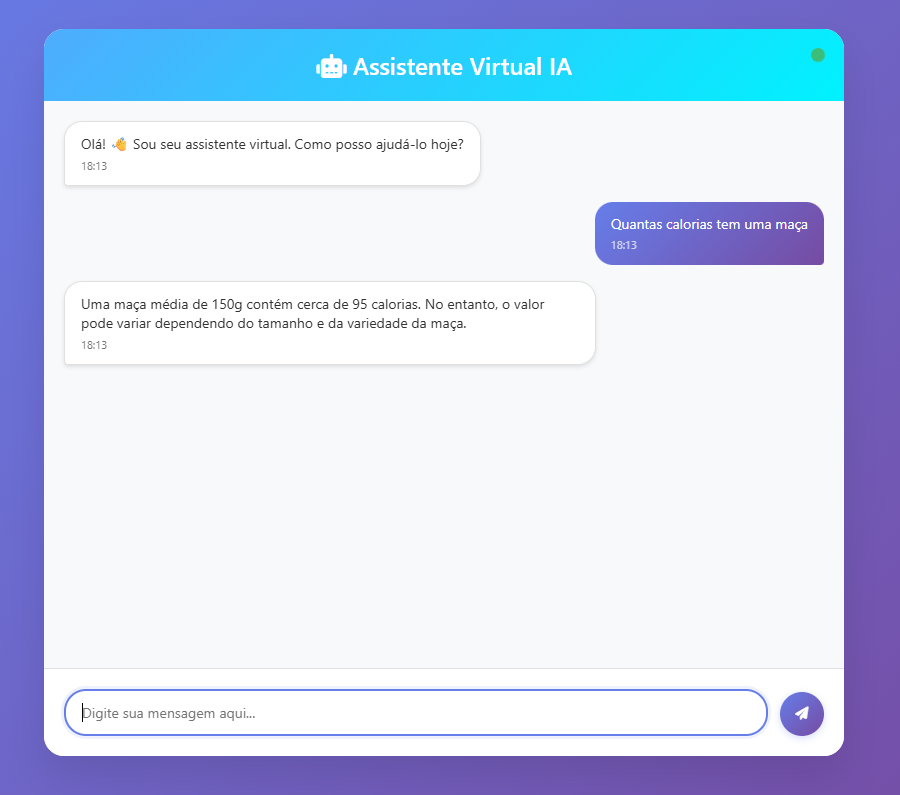 Assistente Virtual IA
Olá! 👋 Sou seu assistente virtual. Como posso ajudá-lo hoje?
18:13
Quantas calorias tem uma maça
18:13
Uma maça média de 150g contém cerca de 95 calorias. No entanto, o valor
pode variar dependendo do tamanho e da variedade da maça.
18:13
Digite sua mensagem aqui...